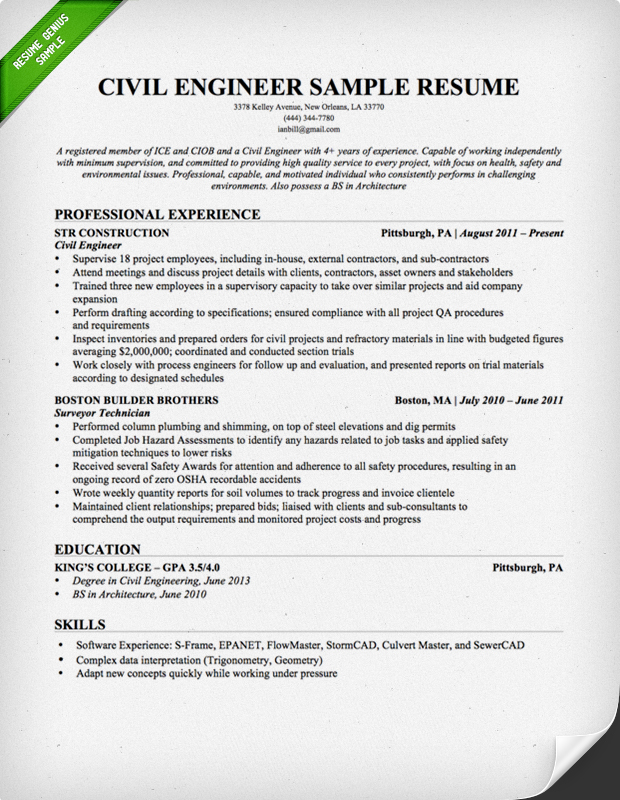 RESUME GENIUS
SAMPLE
CIVIL ENGINEER SAMPLE RESUME
3378 Kelley Avenue, New Orleans, LA 33770
(444) 344-7780
ianbill@gmail.com
A registered member of ICE and CIOB and a Civil Engineer with 4+ years of experience. Capable of working independently
with minimum supervision, and committed to providing high quality service to every project, with focus on health, safety and
environmental issues. Professional, capable, and motivated individual who consistently performs in challenging
environments. Also possess a BS in Architecture
PROFESSIONAL EXPERIENCE
STR CONSTRUCTION Pittsburgh, PA | August 2011 – Present
Civil Engineer
• Supervise 18 project employees, including in-house, external contractors, and sub-contractors
• Attend meetings and discuss project details with clients, contractors, asset owners and stakeholders
• Trained three new employees in a supervisory capacity to take over similar projects and aid company
expansion
• Perform drafting according to specifications; ensured compliance with all project QA procedures
and requirements
• Inspect inventories and prepared orders for civil projects and refractory materials in line with budgeted figures
averaging $2,000,000; coordinated and conducted section trials
• Work closely with process engineers for follow up and evaluation, and presented reports on trial materials
according to designated schedules
BOSTON BUILDER BROTHERS Boston, MA | July 2010 – June 2011
Surveyor Technician
• Performed column plumbing and shimming, on top of steel elevations and dig permits
• Completed Job Hazard Assessments to identify any hazards related to job tasks and applied safety
mitigation techniques to lower risks
• Received several Safety Awards for attention and adherence to all safety procedures, resulting in an
ongoing record of zero OSHA recordable accidents
• Wrote weekly quantity reports for soil volumes to track progress and invoice clientele
• Maintained client relationships; prepared bids; liaised with clients and sub-consultants to
comprehend the output requirements and monitored project costs and progress
EDUCATION
KING'S COLLEGE – GPA 3.5/4.0 Pittsburgh, PA
• Degree in Civil Engineering, June 2013
• BS in Architecture, June 2010
SKILLS
• Software Experience: S-Frame, EPANET, FlowMaster, StormCAD, Culvert Master, and SewerCAD
• Complex data interpretation (Trigonometry, Geometry)
• Adapt new concepts quickly while working under pressure